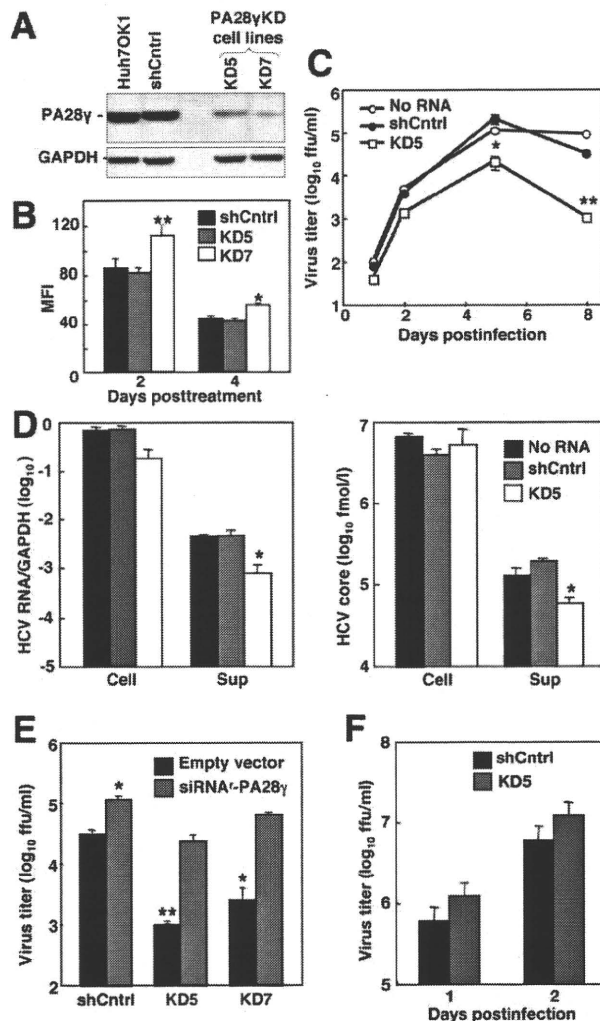 A
Huh7OK1
shCntrl
PA28γKD
cell lines
KD5
KD7
PA28γ -
GAPDH -
B
120
80
40
0
MFI
**
*
shCntrl
KD5
KD7
2
4
Days posttreatment
C
6
5
4
3
2
1
0
Virus titer (log10 ffu/ml)
No RNA
shCntrl
KD5
*
**
0
2
4
6
8
Days postinfection
D
0
-1
-2
-3
-4
-5
HCV RNA/GAPDH (log10)
*
Cell
Sup
7
6
5
4
HCV core (log10 fmol/l)
No RNA
shCntrl
KD5
*
Cell
Sup
E
6
5
4
3
2
Virus titer (log10 ffu/ml)
Empty vector
siRNAr-PA28γ
*
**
*
shCntrl
KD5
KD7
F
8
7
6
5
Virus titer (log10 ffu/ml)
shCntrl
KD5
1
2
Days postinfection